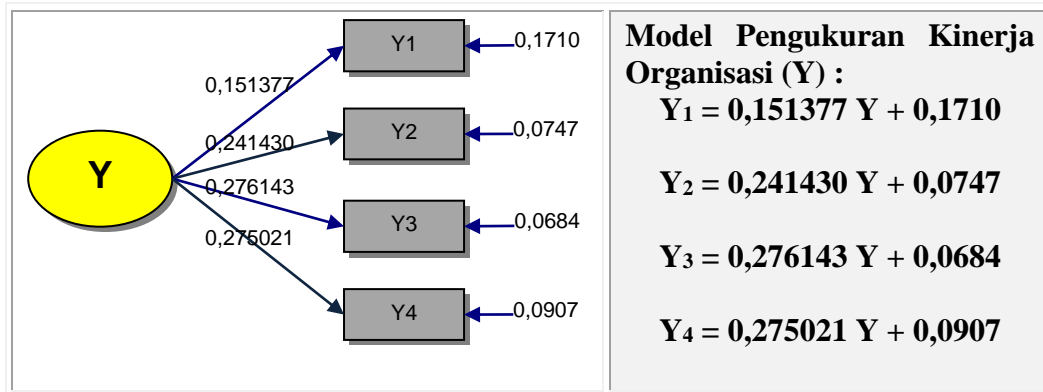 Y
0,151377
0,241430
0,276143
0,275021
Y1
0,1710
Y2
0,0747
Y3
0,0684
Y4
0,0907
Model Pengukuran Kinerja
Organisasi (Y) :
Y1 = 0,151377 Y + 0,1710
Y2 = 0,241430 Y + 0,0747
Y3 = 0,276143 Y + 0,0684
Y4 = 0,275021 Y + 0,0907